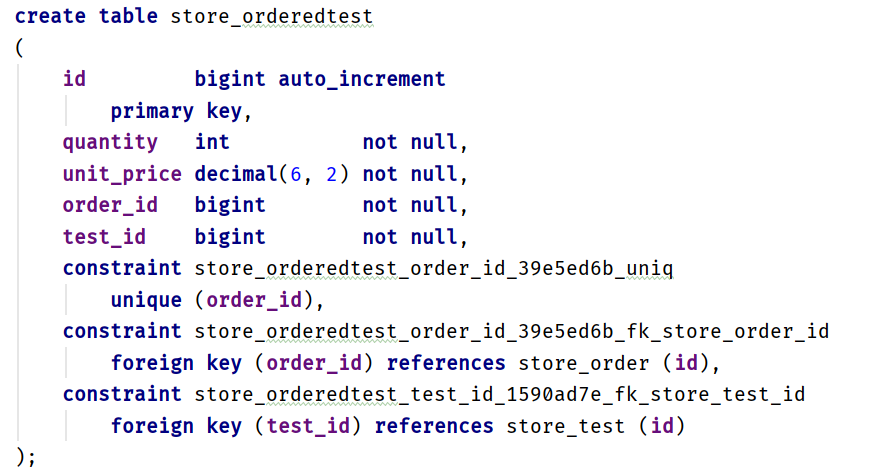 create table store_orderedtest
(
    id         bigint auto_increment
        primary key,
    quantity   int           not null,
    unit_price decimal(6, 2) not null,
    order_id   bigint        not null,
    test_id    bigint        not null,
    constraint store_orderedtest_order_id_39e5ed6b_uniq
        unique (order_id),
    constraint store_orderedtest_order_id_39e5ed6b_fk_store_order_id
        foreign key (order_id) references store_order (id),
    constraint store_orderedtest_test_id_1590ad7e_fk_store_test_id
        foreign key (test_id) references store_test (id)
);